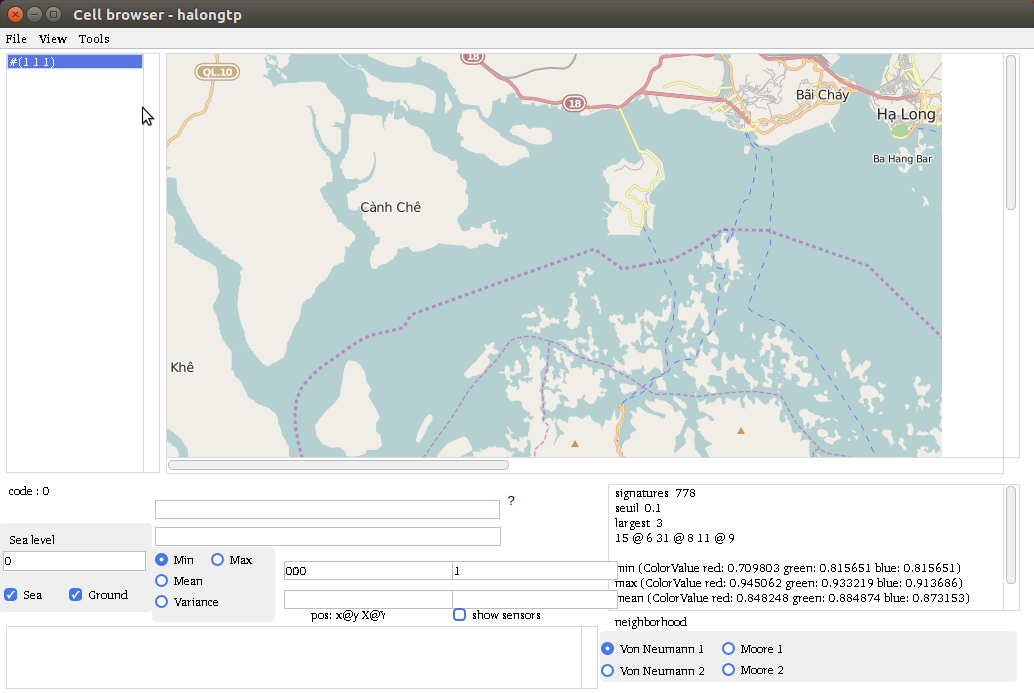 Cell browser - halongtp
File View Tools
#(1 1 1)
QL.10
18
18
Bãi Cháy
Hạ Long
Ba Hang Bar
Cành Chê
Khê
code : 0
?
Sea level
0
Sea Ground
Min Max
Mean
Variance
000 1
pos: x@y X@Y
show sensors
signatures 778
seuil 0.1
largest 3
15 @ 6 31 @ 8 11 @ 9
min (ColorValue red: 0.709803 green: 0.815651 blue: 0.815651)
max (ColorValue red: 0.945062 green: 0.933219 blue: 0.913686)
mean (ColorValue red: 0.848248 green: 0.884874 blue: 0.873153)
neighborhood
Von Neumann 1 Moore 1
Von Neumann 2 Moore 2